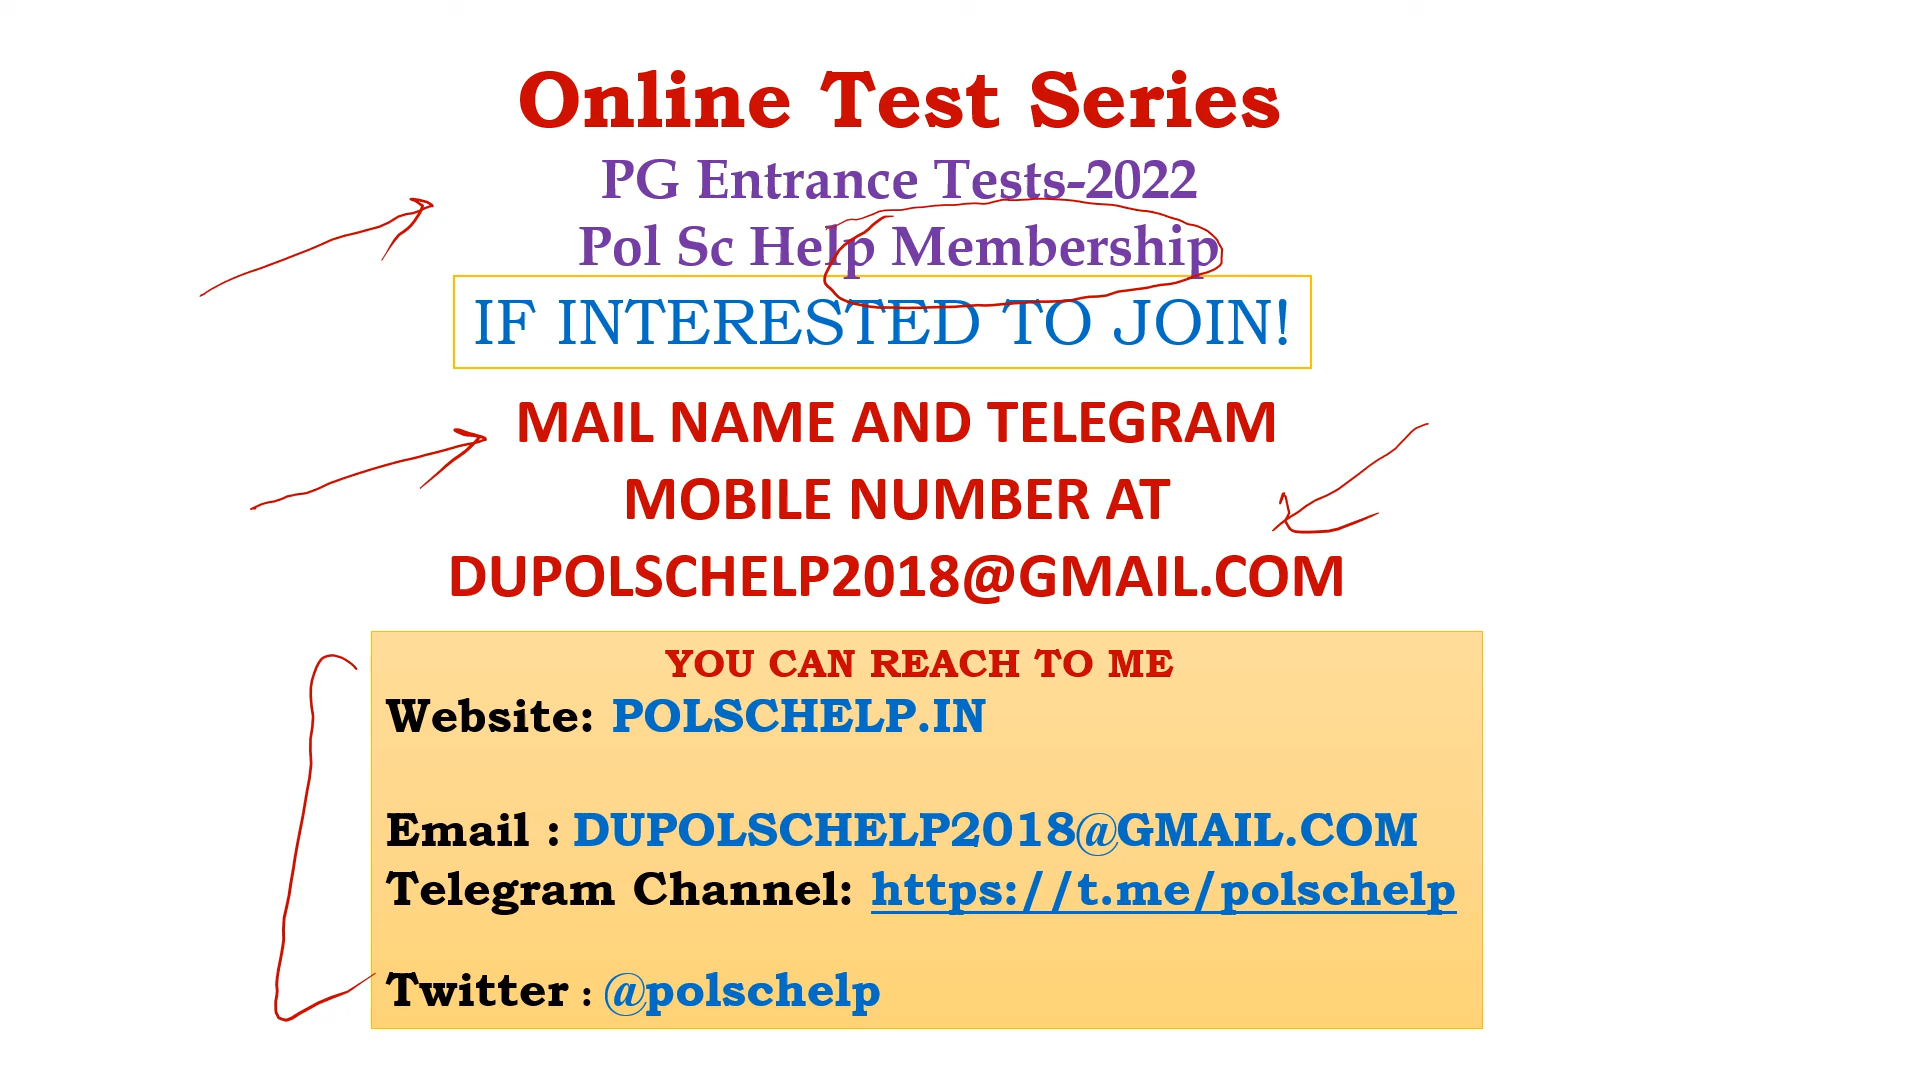 Online Test Series
PG Entrance Tests-2022
Pol Sc Help Membership
IF INTERESTED TO JOIN!
MAIL NAME AND TELEGRAM
MOBILE NUMBER AT
DUPOLSCHELP2018@GMAIL.COM
YOU CAN REACH TO ME
Website: POLSCHELP.IN
Email : DUPOLSCHELP2018@GMAIL.COM
Telegram Channel: https://t.me/polschelp
Twitter : @polschelp